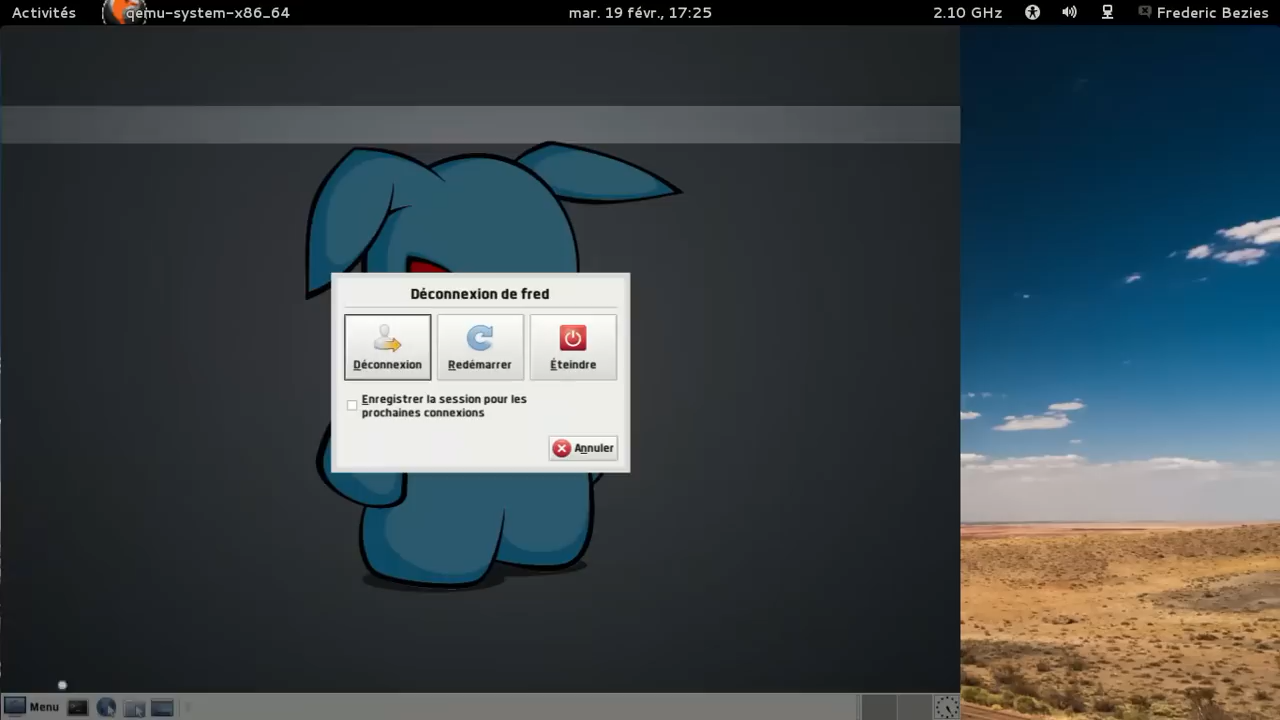 Activités
qemu-system-x86_64
mar. 19 févr., 17:25
2.10 GHz
Frederic Bezies
Déconnexion de fred
Déconnexion
Redémarrer
Éteindre
Enregistrer la session pour les
prochaines connexions
Annuler
Menu